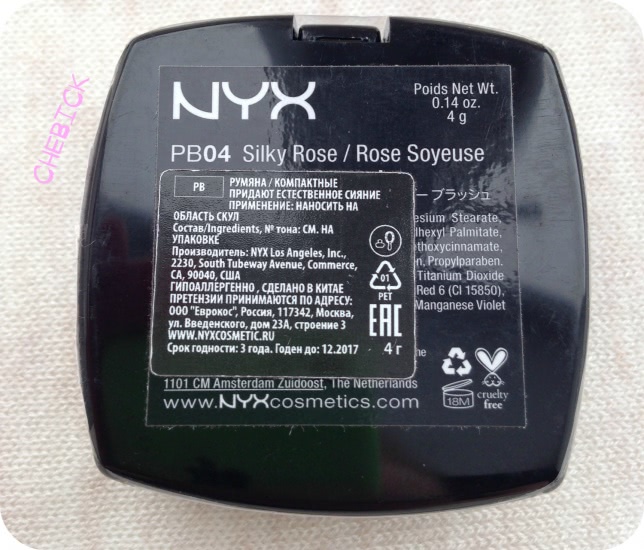 CHEBICK
NYX
Poids Net Wt.
0.14 oz.
4 g
PB04 Silky Rose / Rose Soyeuse
ー ブラッシュ
PB
РУМЯНА / КОМПАКТНЫЕ
ПРИДАЮТ ЕСТЕСТВЕННОЕ СИЯНИЕ
ПРИМЕНЕНИЕ: НАНОСИТЬ НА
ОБЛАСТЬ СКУЛ
Состав/Ingredients, № тона: СМ. НА
УПАКОВКЕ
Производитель: NYX Los Angeles, Inc.,
2230, South Tubeway Avenue, Commerce,
CA, 90040, США
ГИПОАЛЛЕРГЕННО , СДЕЛАНО В КИТАЕ
ПРЕТЕНЗИИ ПРИНИМАЮТСЯ ПО АДРЕСУ:
ООО "Еврокос", Россия, 117342, Москва,
ул. Введенского, дом 23А, строение 3
WWW.NYXCOSMETIC.RU
Срок годности: 3 года. Годен до: 12.2017
4 г
01
PET
EAC
esium Stearate,
hexyl Palmitate,
thoxycinnamate,
n, Propylparaben.
Titanium Dioxide
Red 6 (CI 15850),
Manganese Violet
he
1101 CM Amsterdam Zuidoost, The Netherlands
www.NYXcosmetics.com
18M
cruelty
free